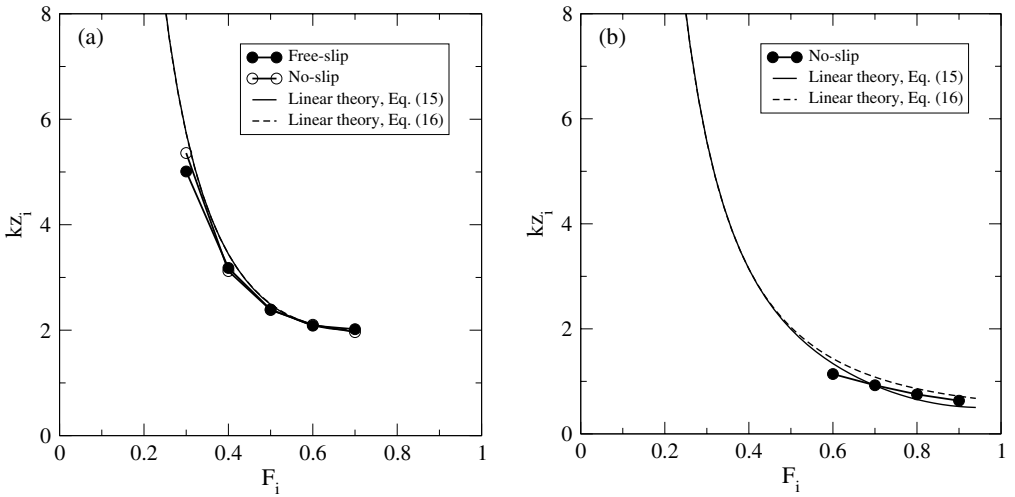 (a)
Free-slip
No-slip
Linear theory, Eq. (15)
Linear theory, Eq. (16)
8
6
4
2
0
kz_i
0 0.2 0.4 0.6 0.8 1
F_i
(b)
No-slip
Linear theory, Eq. (15)
Linear theory, Eq. (16)
8
6
4
2
0
kz_i
0 0.2 0.4 0.6 0.8 1
F_i